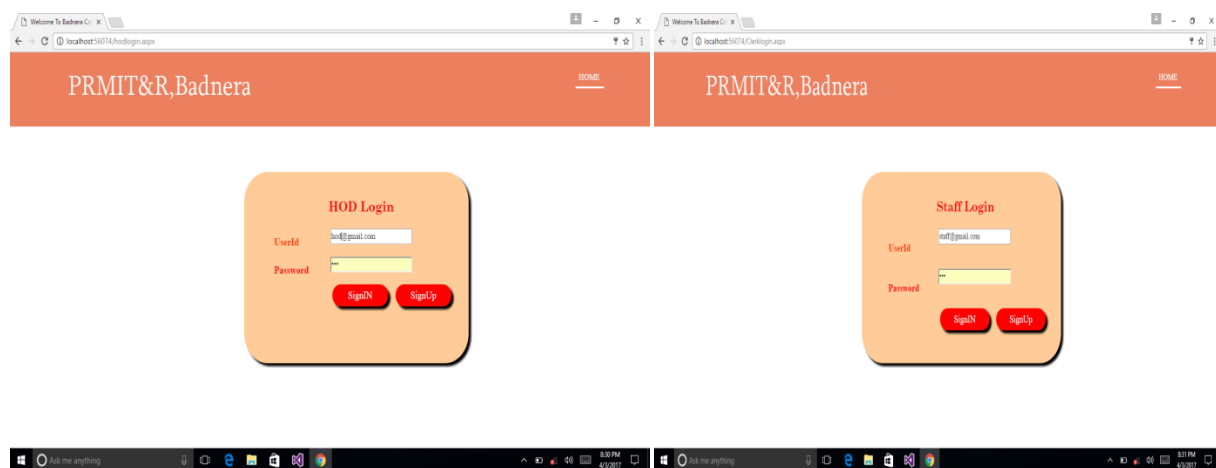 Welcome To Badnera Co
localhost:56074/hodlogin.aspx
PRMIT&R,Badnera
HOME
HOD Login
UserId
hod@gmail.com
Password
•••
SignIN
SignUp
Ask me anything
8:30 PM
4/3/2017
Welcome To Badnera Co
localhost:56074/Clerklogin.aspx
PRMIT&R,Badnera
HOME
Staff Login
UserId
staff@gmail.com
Password
•••
SignIN
SignUp
Ask me anything
8:31 PM
4/3/2017